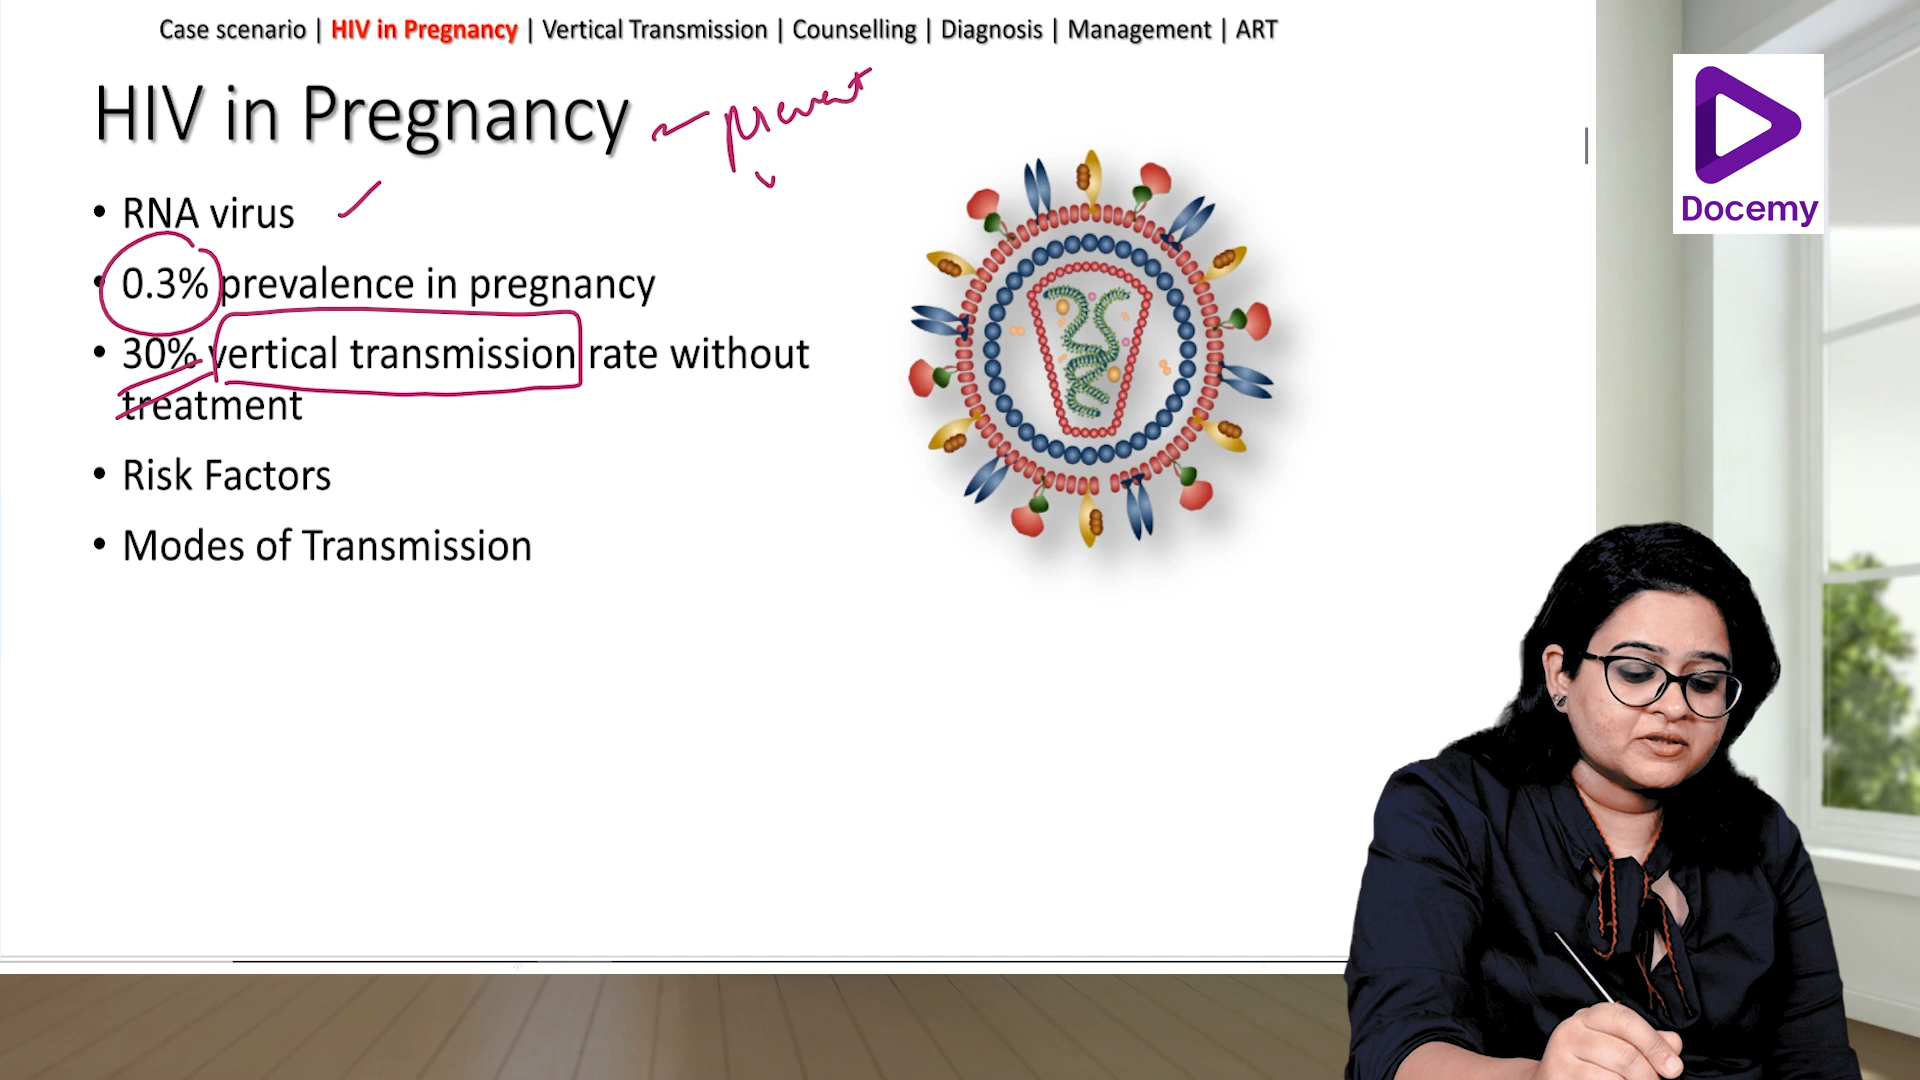 Case scenario | HIV in Pregnancy | Vertical Transmission | Counselling | Diagnosis | Management | ART
HIV in Pregnancy
prevent
• RNA virus
• 0.3% prevalence in pregnancy
• 30% vertical transmission rate without
treatment
• Risk Factors
• Modes of Transmission
Docemy